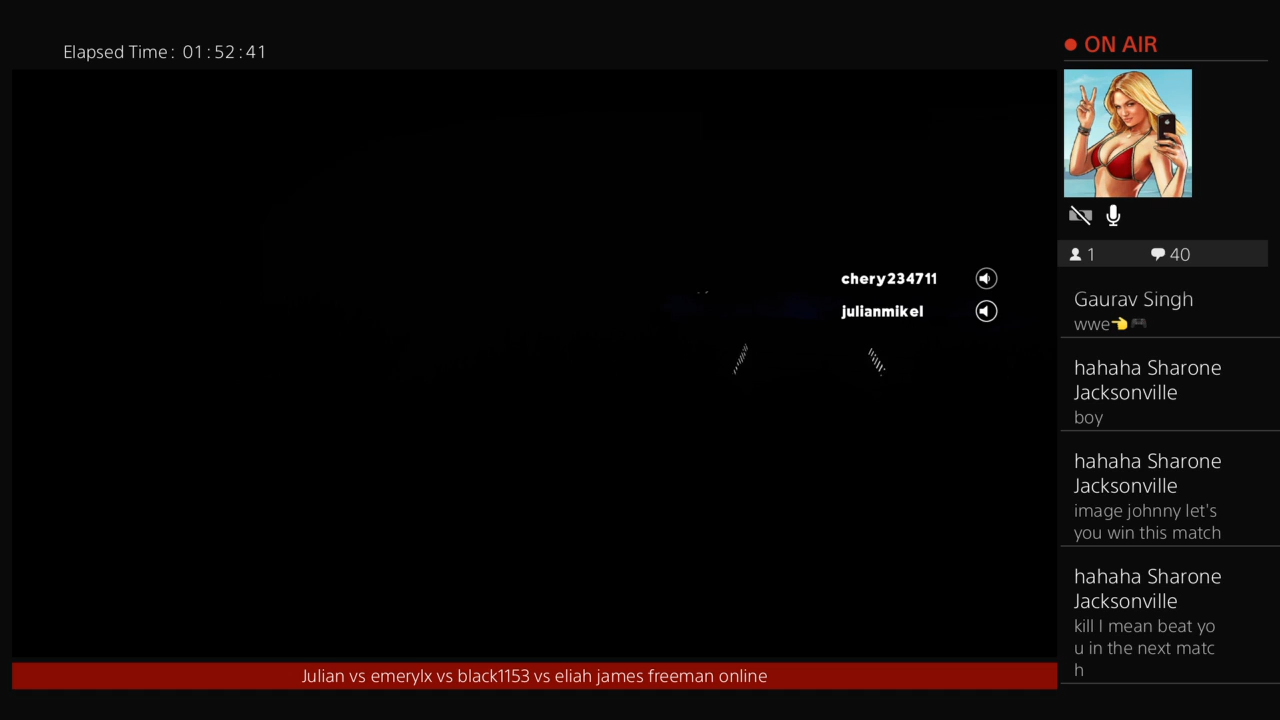 Elapsed Time: 01:52:41
ON AIR
1 40
chery234711
julianmikel
Gaurav Singh
wwe👈🎮
hahaha Sharone
Jacksonville
boy
hahaha Sharone
Jacksonville
image johnny let's
you win this match
hahaha Sharone
Jacksonville
kill I mean beat yo
u in the next matc
h
Julian vs emerylx vs black1153 vs eliah james freeman online